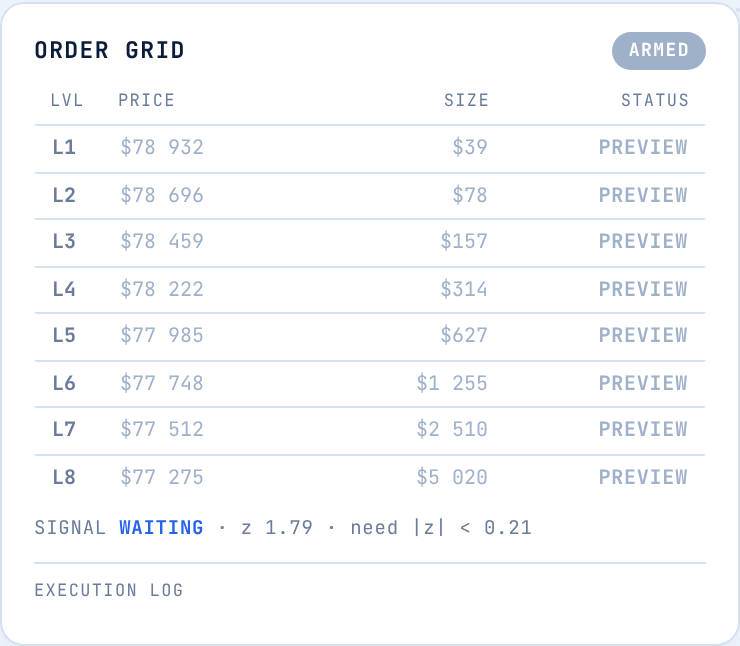 ORDER GRID ARMED
LVL PRICE SIZE STATUS
L1 $78 932 $39 PREVIEW
L2 $78 696 $78 PREVIEW
L3 $78 459 $157 PREVIEW
L4 $78 222 $314 PREVIEW
L5 $77 985 $627 PREVIEW
L6 $77 748 $1 255 PREVIEW
L7 $77 512 $2 510 PREVIEW
L8 $77 275 $5 020 PREVIEW
SIGNAL WAITING · z 1.79 · need |z| < 0.21
EXECUTION LOG